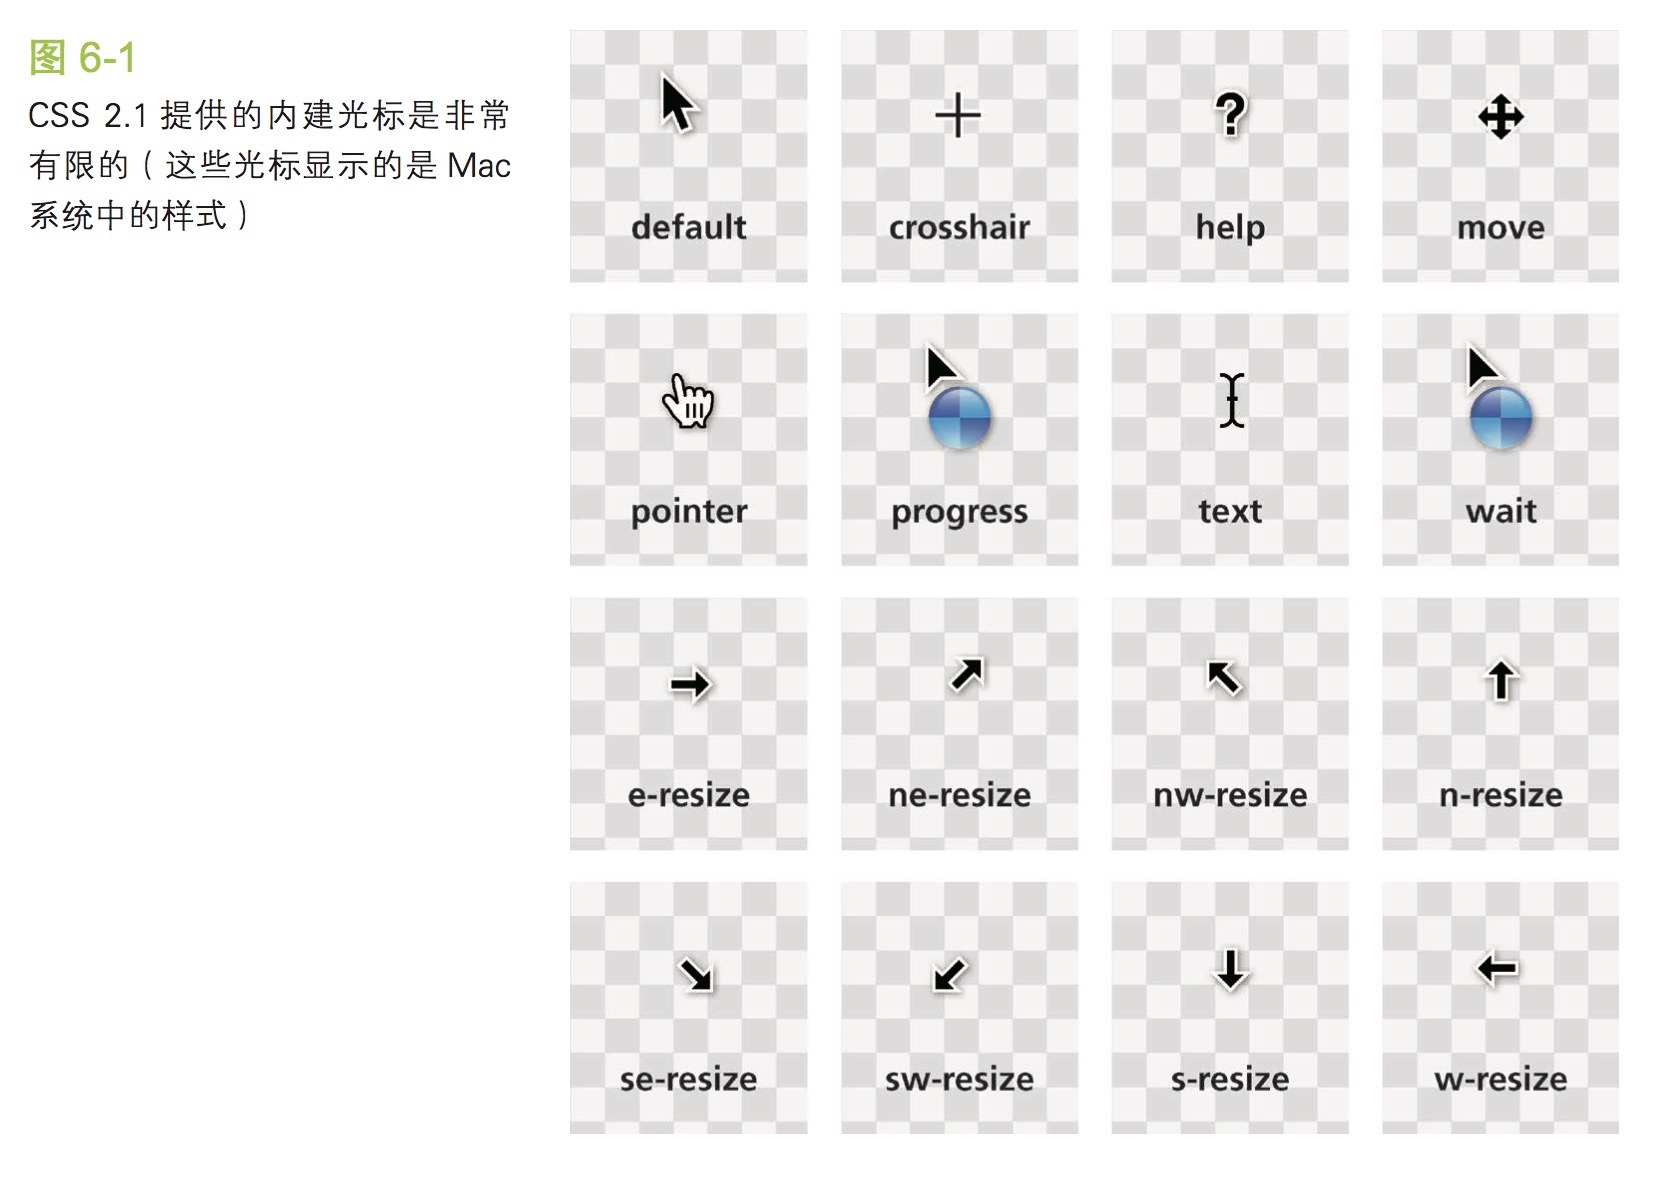 图 6-1
CSS 2.1 提供的内建光标是非常
有限的（这些光标显示的是 Mac
系统中的样式）
default
crosshair
help
move
pointer
progress
text
wait
e-resize
ne-resize
nw-resize
n-resize
se-resize
sw-resize
s-resize
w-resize